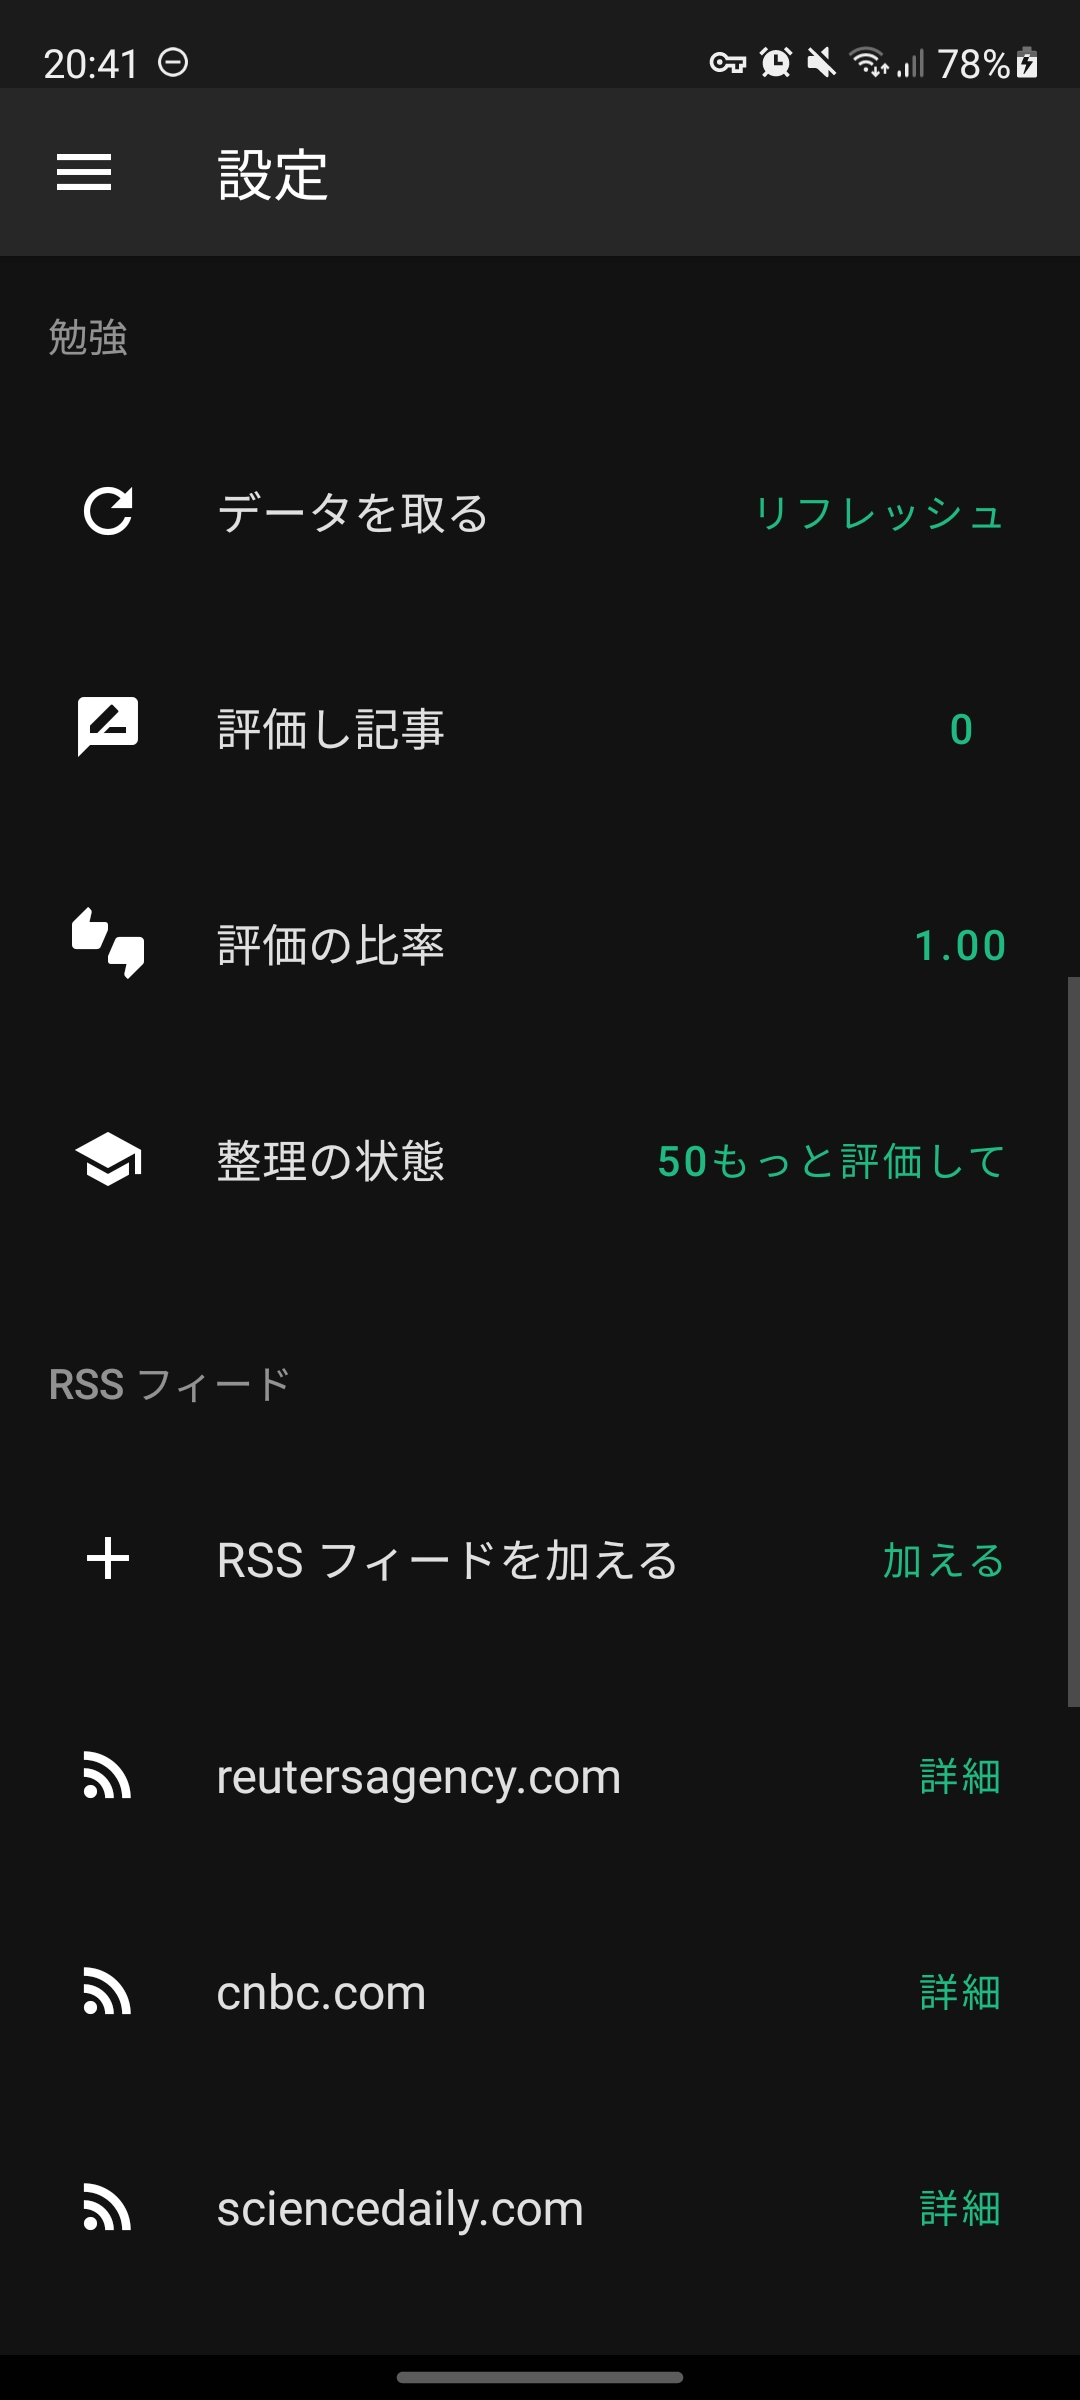 20:41 78%
設定
勉強
データを取る リフレッシュ
評価し記事 0
評価の比率 1.00
整理の状態 50もっと評価して
RSS フィード
RSS フィードを加える 加える
reutersagency.com 詳細
cnbc.com 詳細
sciencedaily.com 詳細